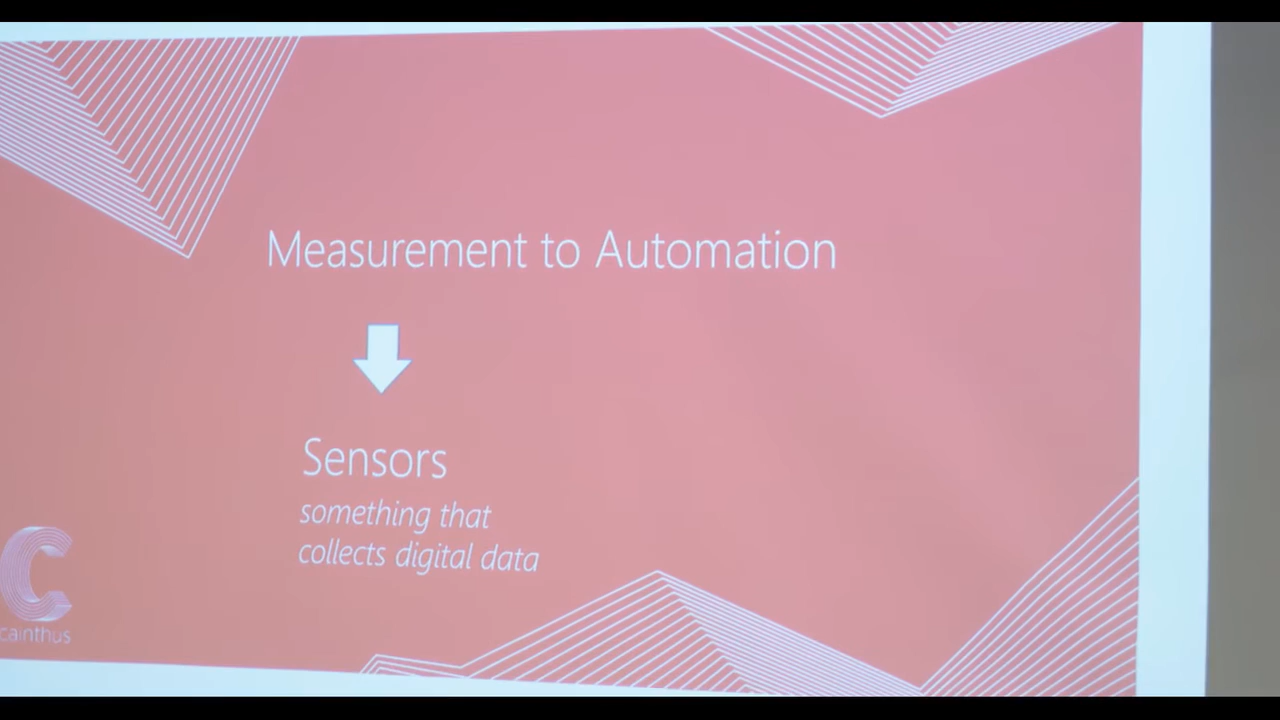 Measurement to Automation
Sensors
something that
collects digital data
cainthus